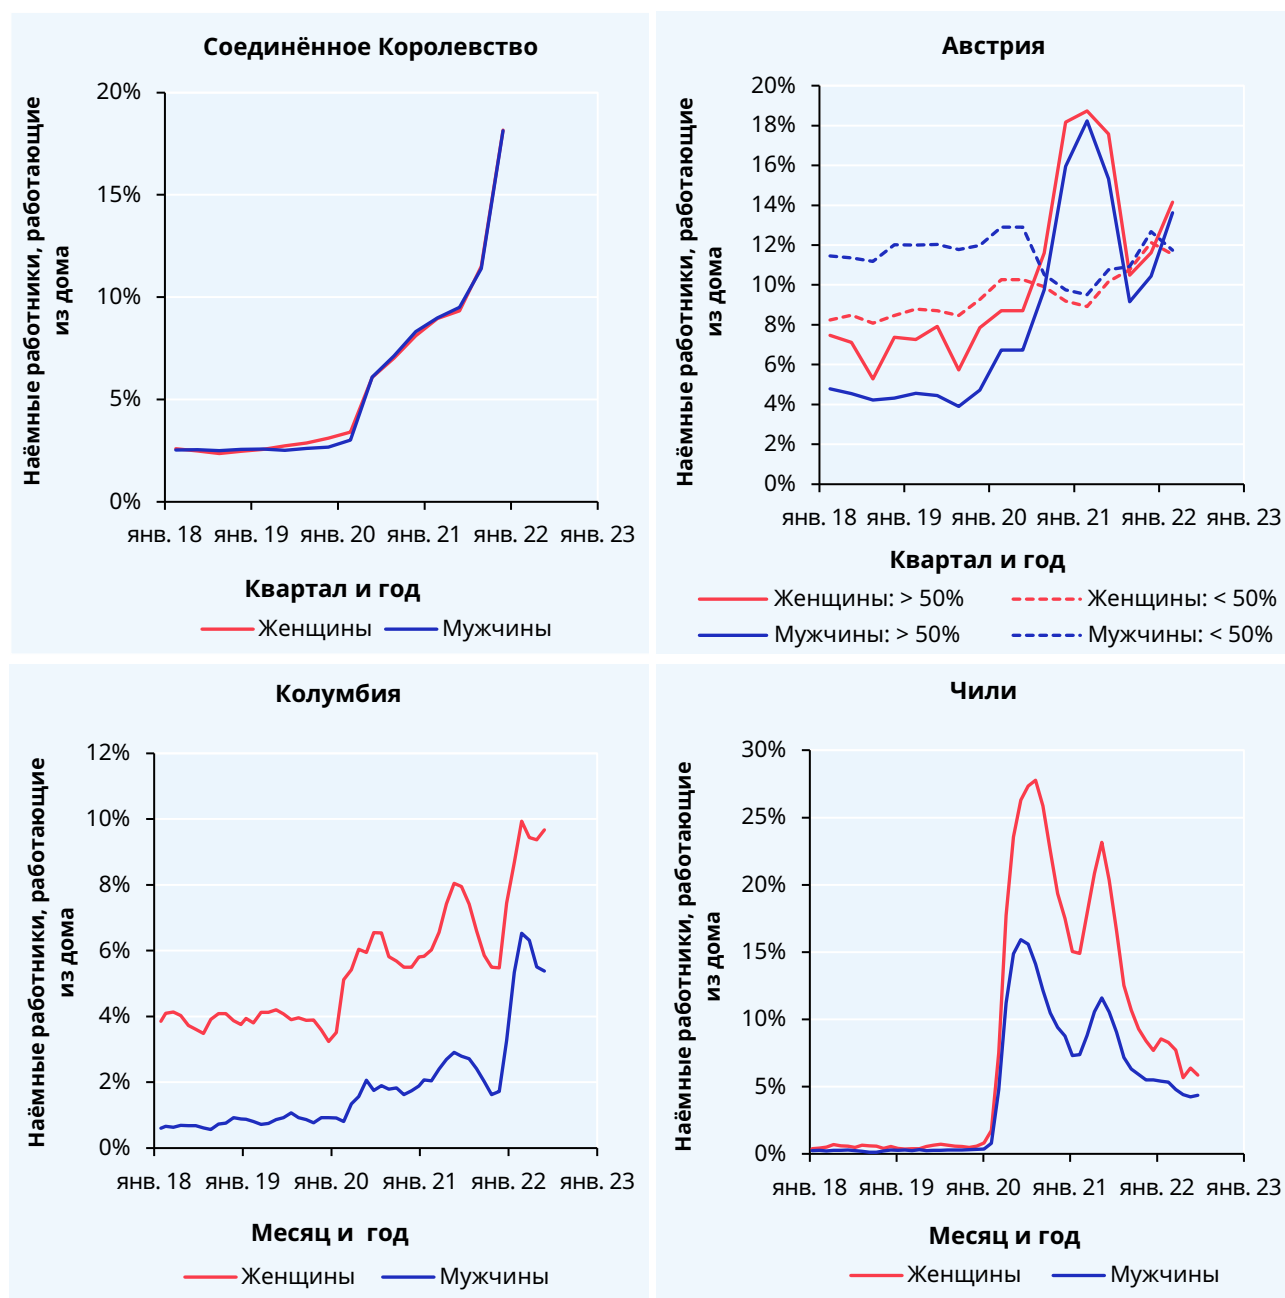 Соединённое Королевство
Наёмные работники, работающие
из дома
20%
15%
10%
5%
0%
янв. 18 янв. 19 янв. 20 янв. 21 янв. 22 янв. 23
Квартал и год
Женщины Мужчины
Австрия
Наёмные работники, работающие
из дома
20%
18%
16%
14%
12%
10%
8%
6%
4%
2%
0%
янв. 18 янв. 19 янв. 20 янв. 21 янв. 22 янв. 23
Квартал и год
Женщины: > 50% Женщины: < 50%
Мужчины: > 50% Мужчины: < 50%
Колумбия
Наёмные работники, работающие
из дома
12%
10%
8%
6%
4%
2%
0%
янв. 18 янв. 19 янв. 20 янв. 21 янв. 22 янв. 23
Месяц и год
Женщины Мужчины
Чили
Наёмные работники, работающие
из дома
30%
25%
20%
15%
10%
5%
0%
янв. 18 янв. 19 янв. 20 янв. 21 янв. 22 янв. 23
Месяц и год
Женщины Мужчины